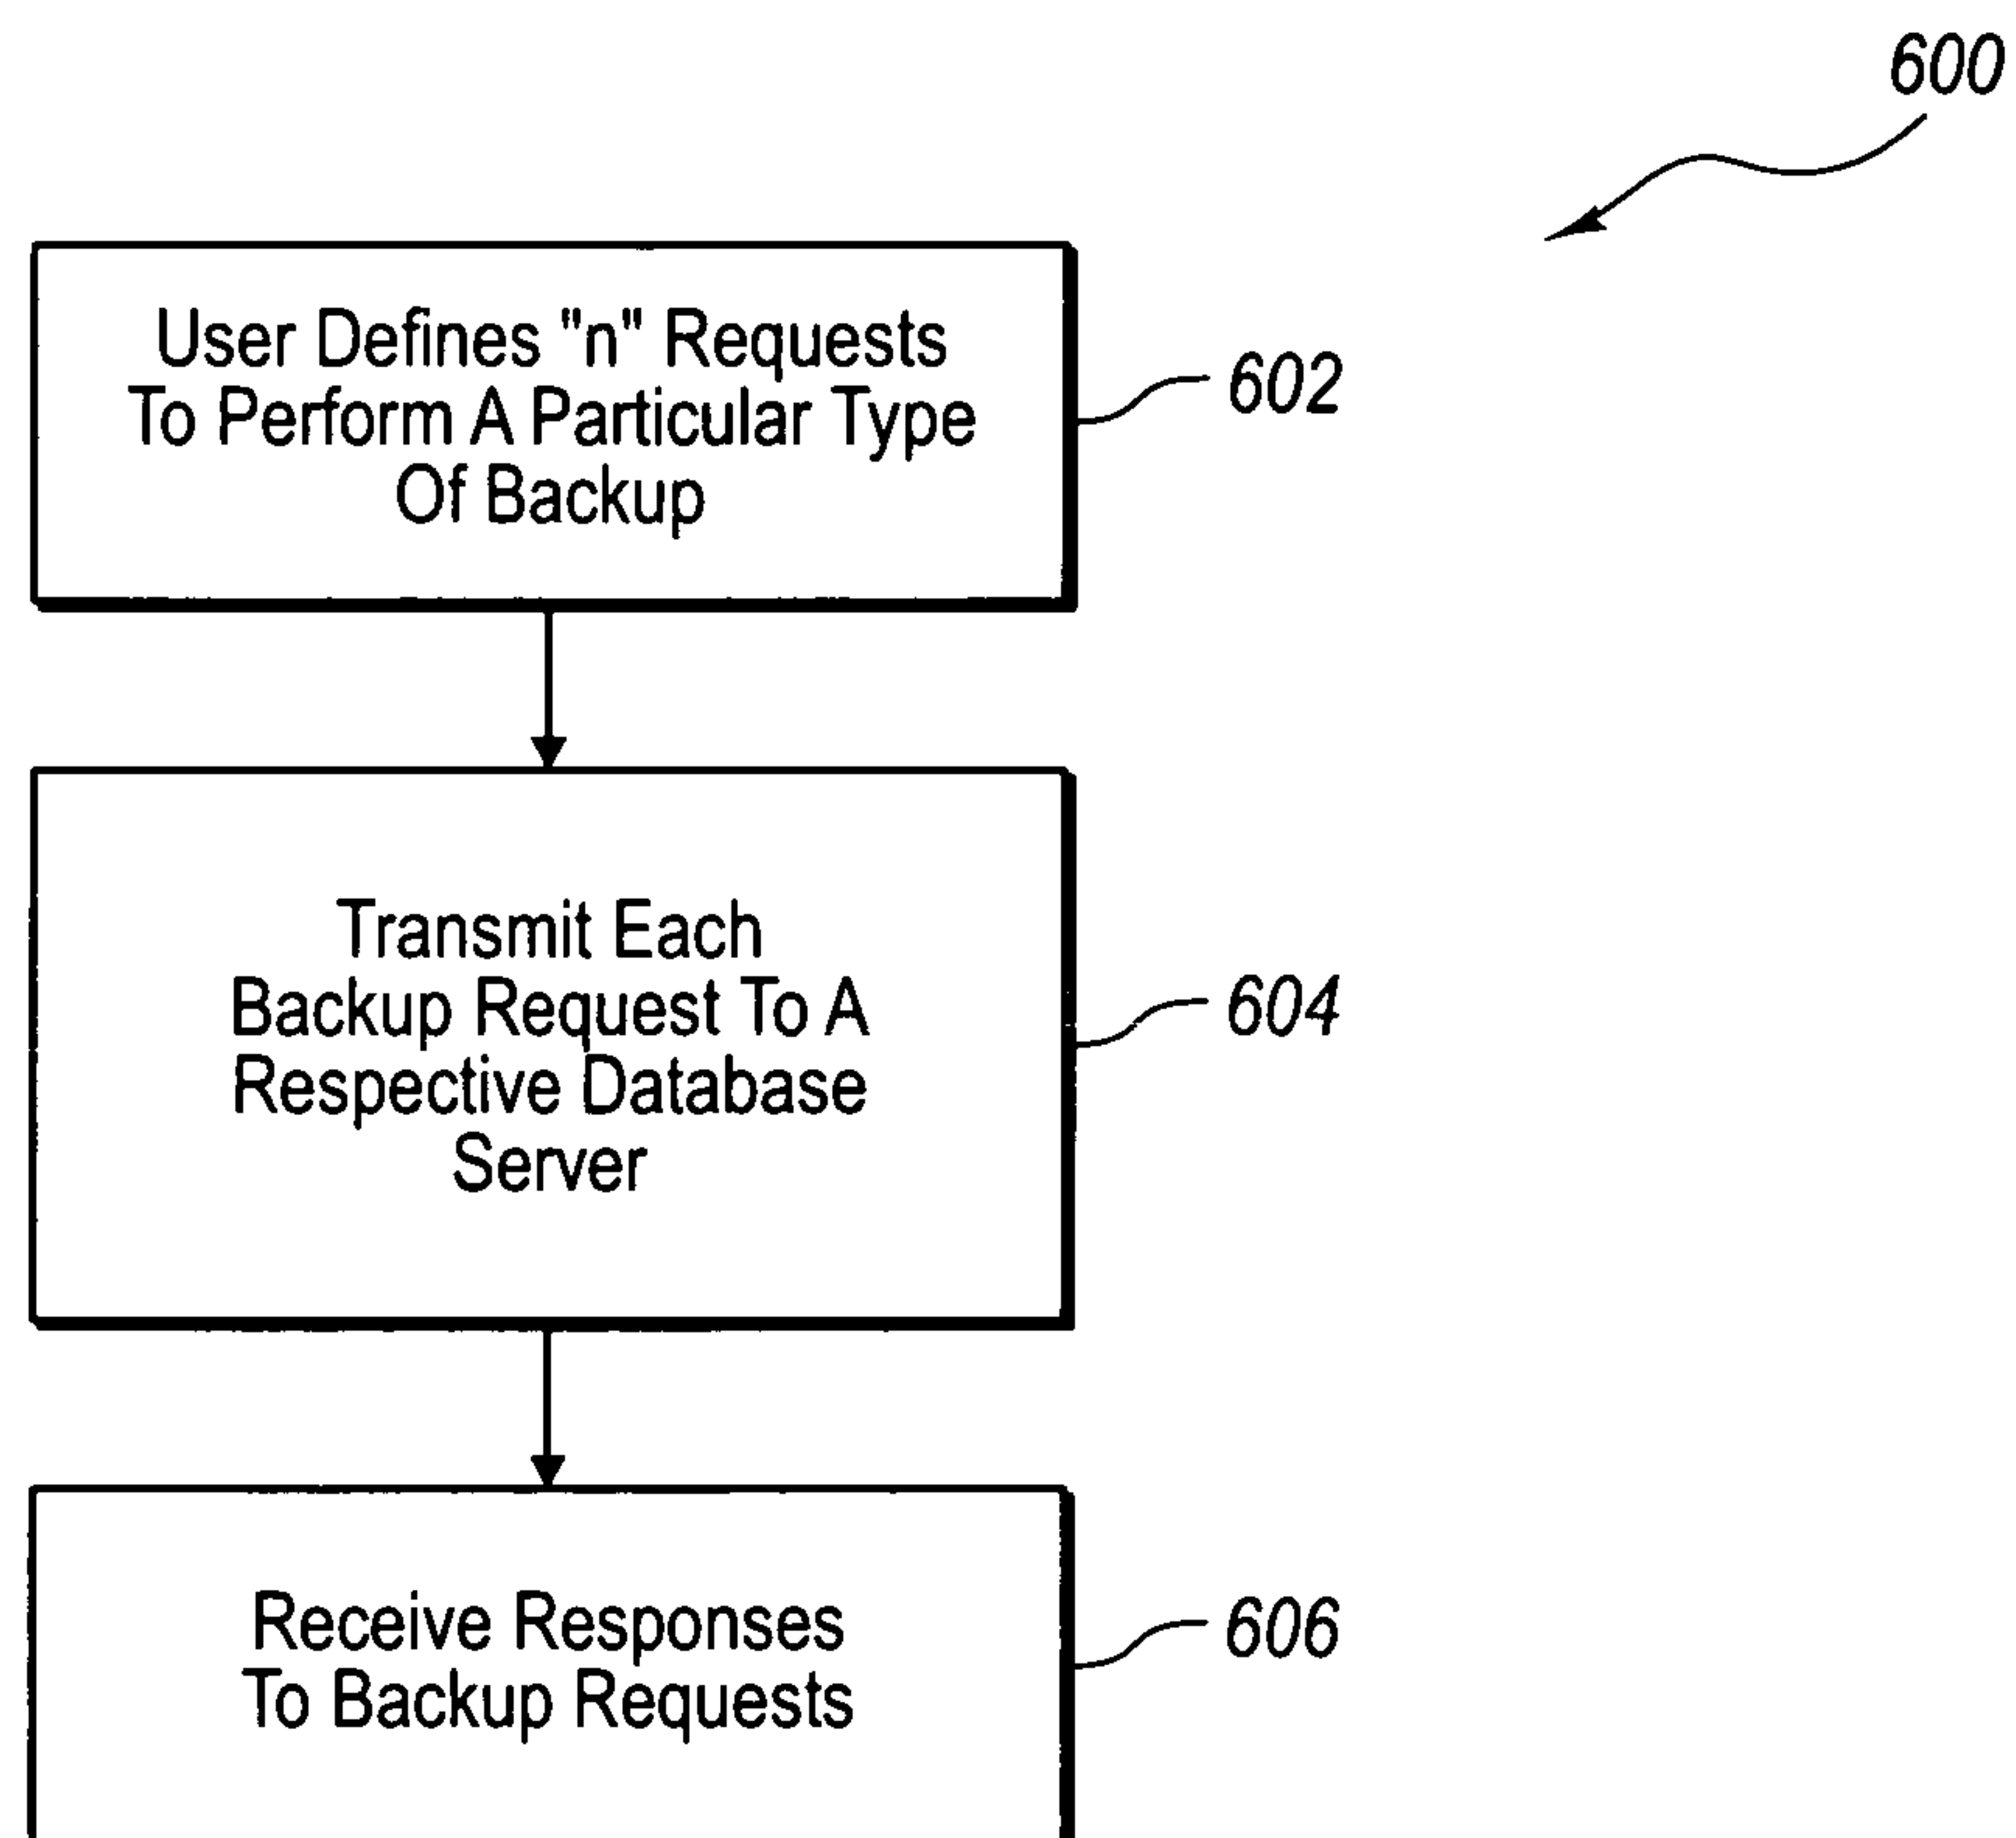 600
User Defines "n" Requests
To Perform A Particular Type
Of Backup
602
Transmit Each
Backup Request To A
Respective Database
Server
604
Receive Responses
To Backup Requests
606